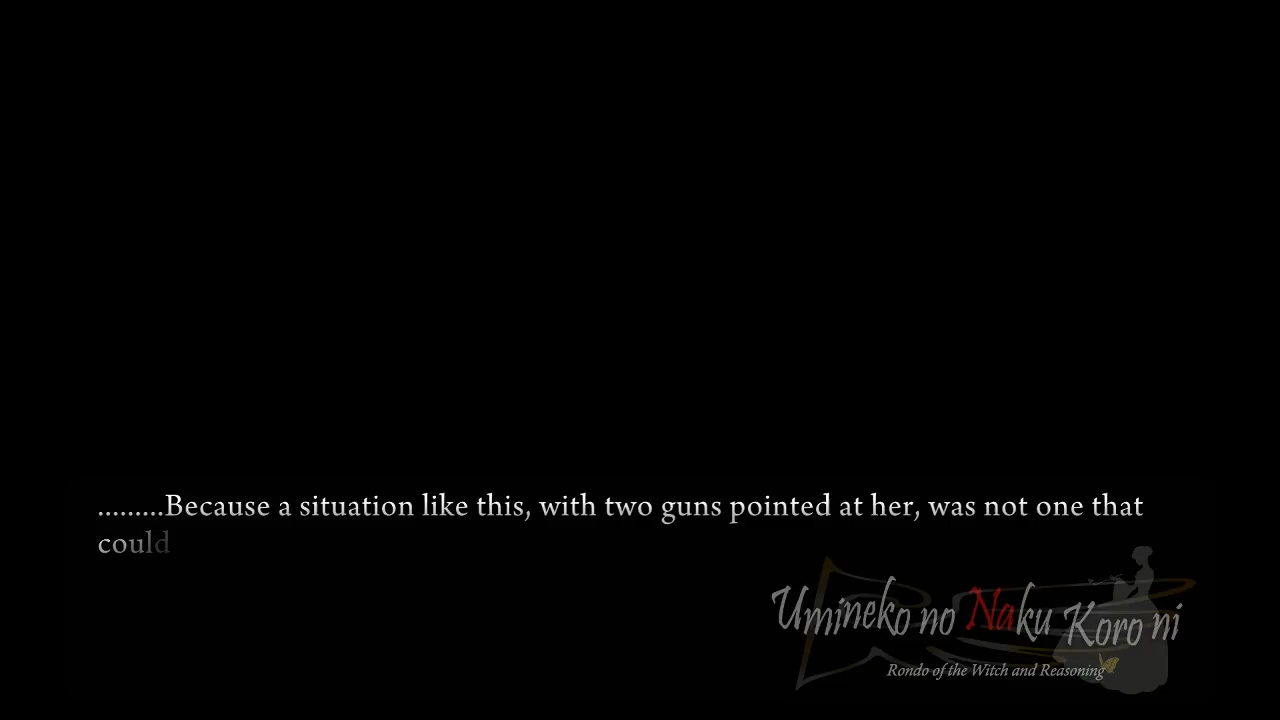 .........Because a situation like this, with two guns pointed at her, was not one that
could
Umineko no Naku Koro ni
Rondo of the Witch and Reasoning